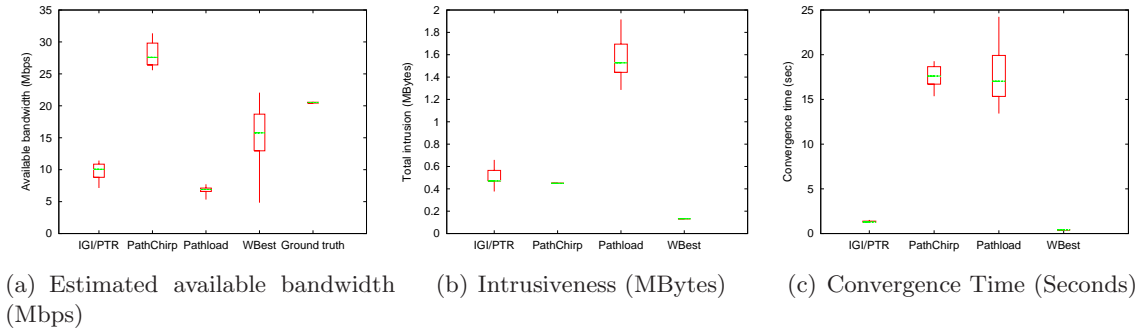 35
30
25
20
15
10
5
0
Available bandwidth (Mbps)
IGI/PTR PathChirp Pathload WBest Ground truth
2
1.8
1.6
1.4
1.2
1
0.8
0.6
0.4
0.2
0
Total intrusion (MBytes)
IGI/PTR PathChirp Pathload WBest
25
20
15
10
5
0
Convergence time (sec)
IGI/PTR PathChirp Pathload WBest
(a) Estimated available bandwidth
(Mbps)
(b) Intrusiveness (MBytes)
(c) Convergence Time (Seconds)